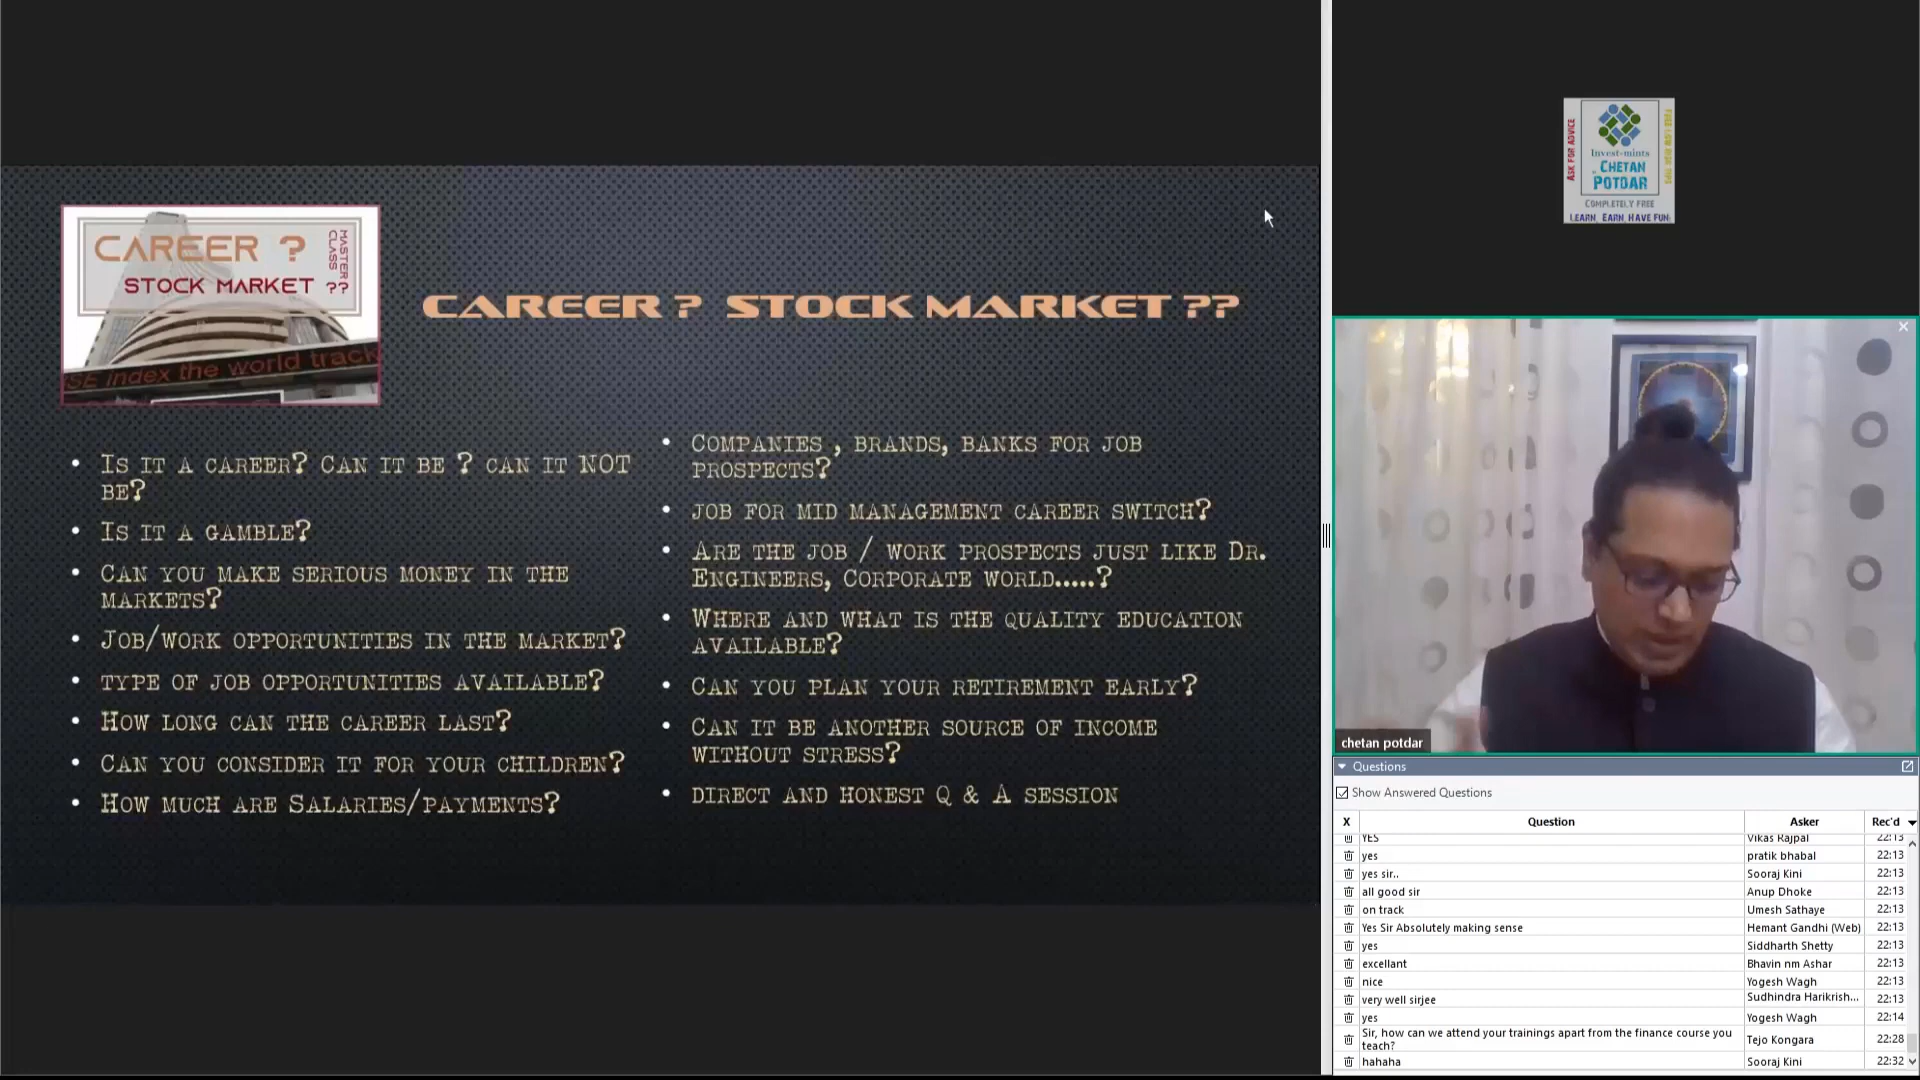 CAREER ?
STOCK MARKET ??
MASTER CLASS
SE index the world track
CAREER ? STOCK MARKET ??
• Is it a career? Can it be ? can it NOT
be?
• Is it a gamble?
• Can you make serious money in the
markets?
• Job/work opportunities in the market?
• type of job opportunities available?
• How long can the career last?
• Can you consider it for your children?
• How much are Salaries/payments?
• Companies , brands, banks for job
prospects?
• job for mid management career switch?
• Are the job / work prospects just like Dr.
Engineers, Corporate world.....?
• Where and what is the quality education
available?
• Can you plan your retirement early?
• Can it be another source of income
without stress?
• direct and honest Q & A session
ASK FOR ADVICE
Invest-mints
CHETAN
POTDAR
COMPLETELY FREE
LEARN, EARN, HAVE FUN
chetan potdar
Questions
Show Answered Questions
X Question Asker Rec'd
YES Vikas Rajpal 22:13
yes pratik bhabal 22:13
yes sir.. Sooraj Kini 22:13
all good sir Anup Dhoke 22:13
on track Umesh Sathaye 22:13
Yes Sir Absolutely making sense Hemant Gandhi (Web) 22:13
yes Siddharth Shetty 22:13
excellant Bhavin nm Ashar 22:13
nice Yogesh Wagh 22:13
very well sirjee Sudhindra Harikrish... 22:13
yes Yogesh Wagh 22:14
Sir, how can we attend your trainings apart from the finance course you
teach? Tejo Kongara 22:28
hahaha Sooraj Kini 22:32